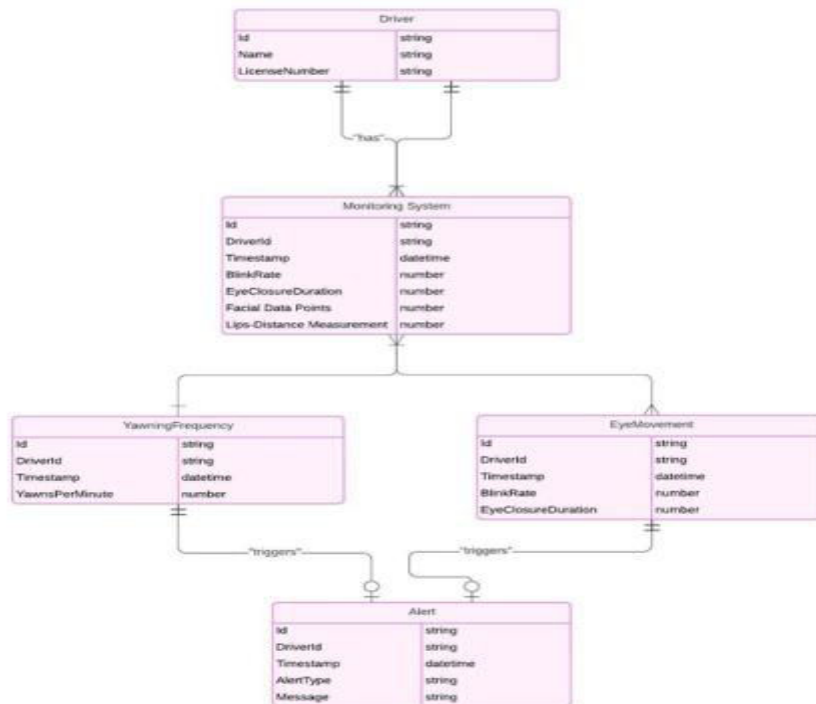 Driver
Id string
Name string
LicenseNumber string
"has"
Monitoring System
Id string
DriverId string
Timestamp datetime
BlinkRate number
EyeClosureDuration number
Facial Data Points number
Lips-Distance Measurement number
YawningFrequency
Id string
DriverId string
Timestamp datetime
YawnsPerMinute number
EyeMovement
Id string
DriverId string
Timestamp datetime
BlinkRate number
EyeClosureDuration number
"triggers"
"triggers"
Alert
Id string
DriverId string
Timestamp datetime
AlertType string
Message string